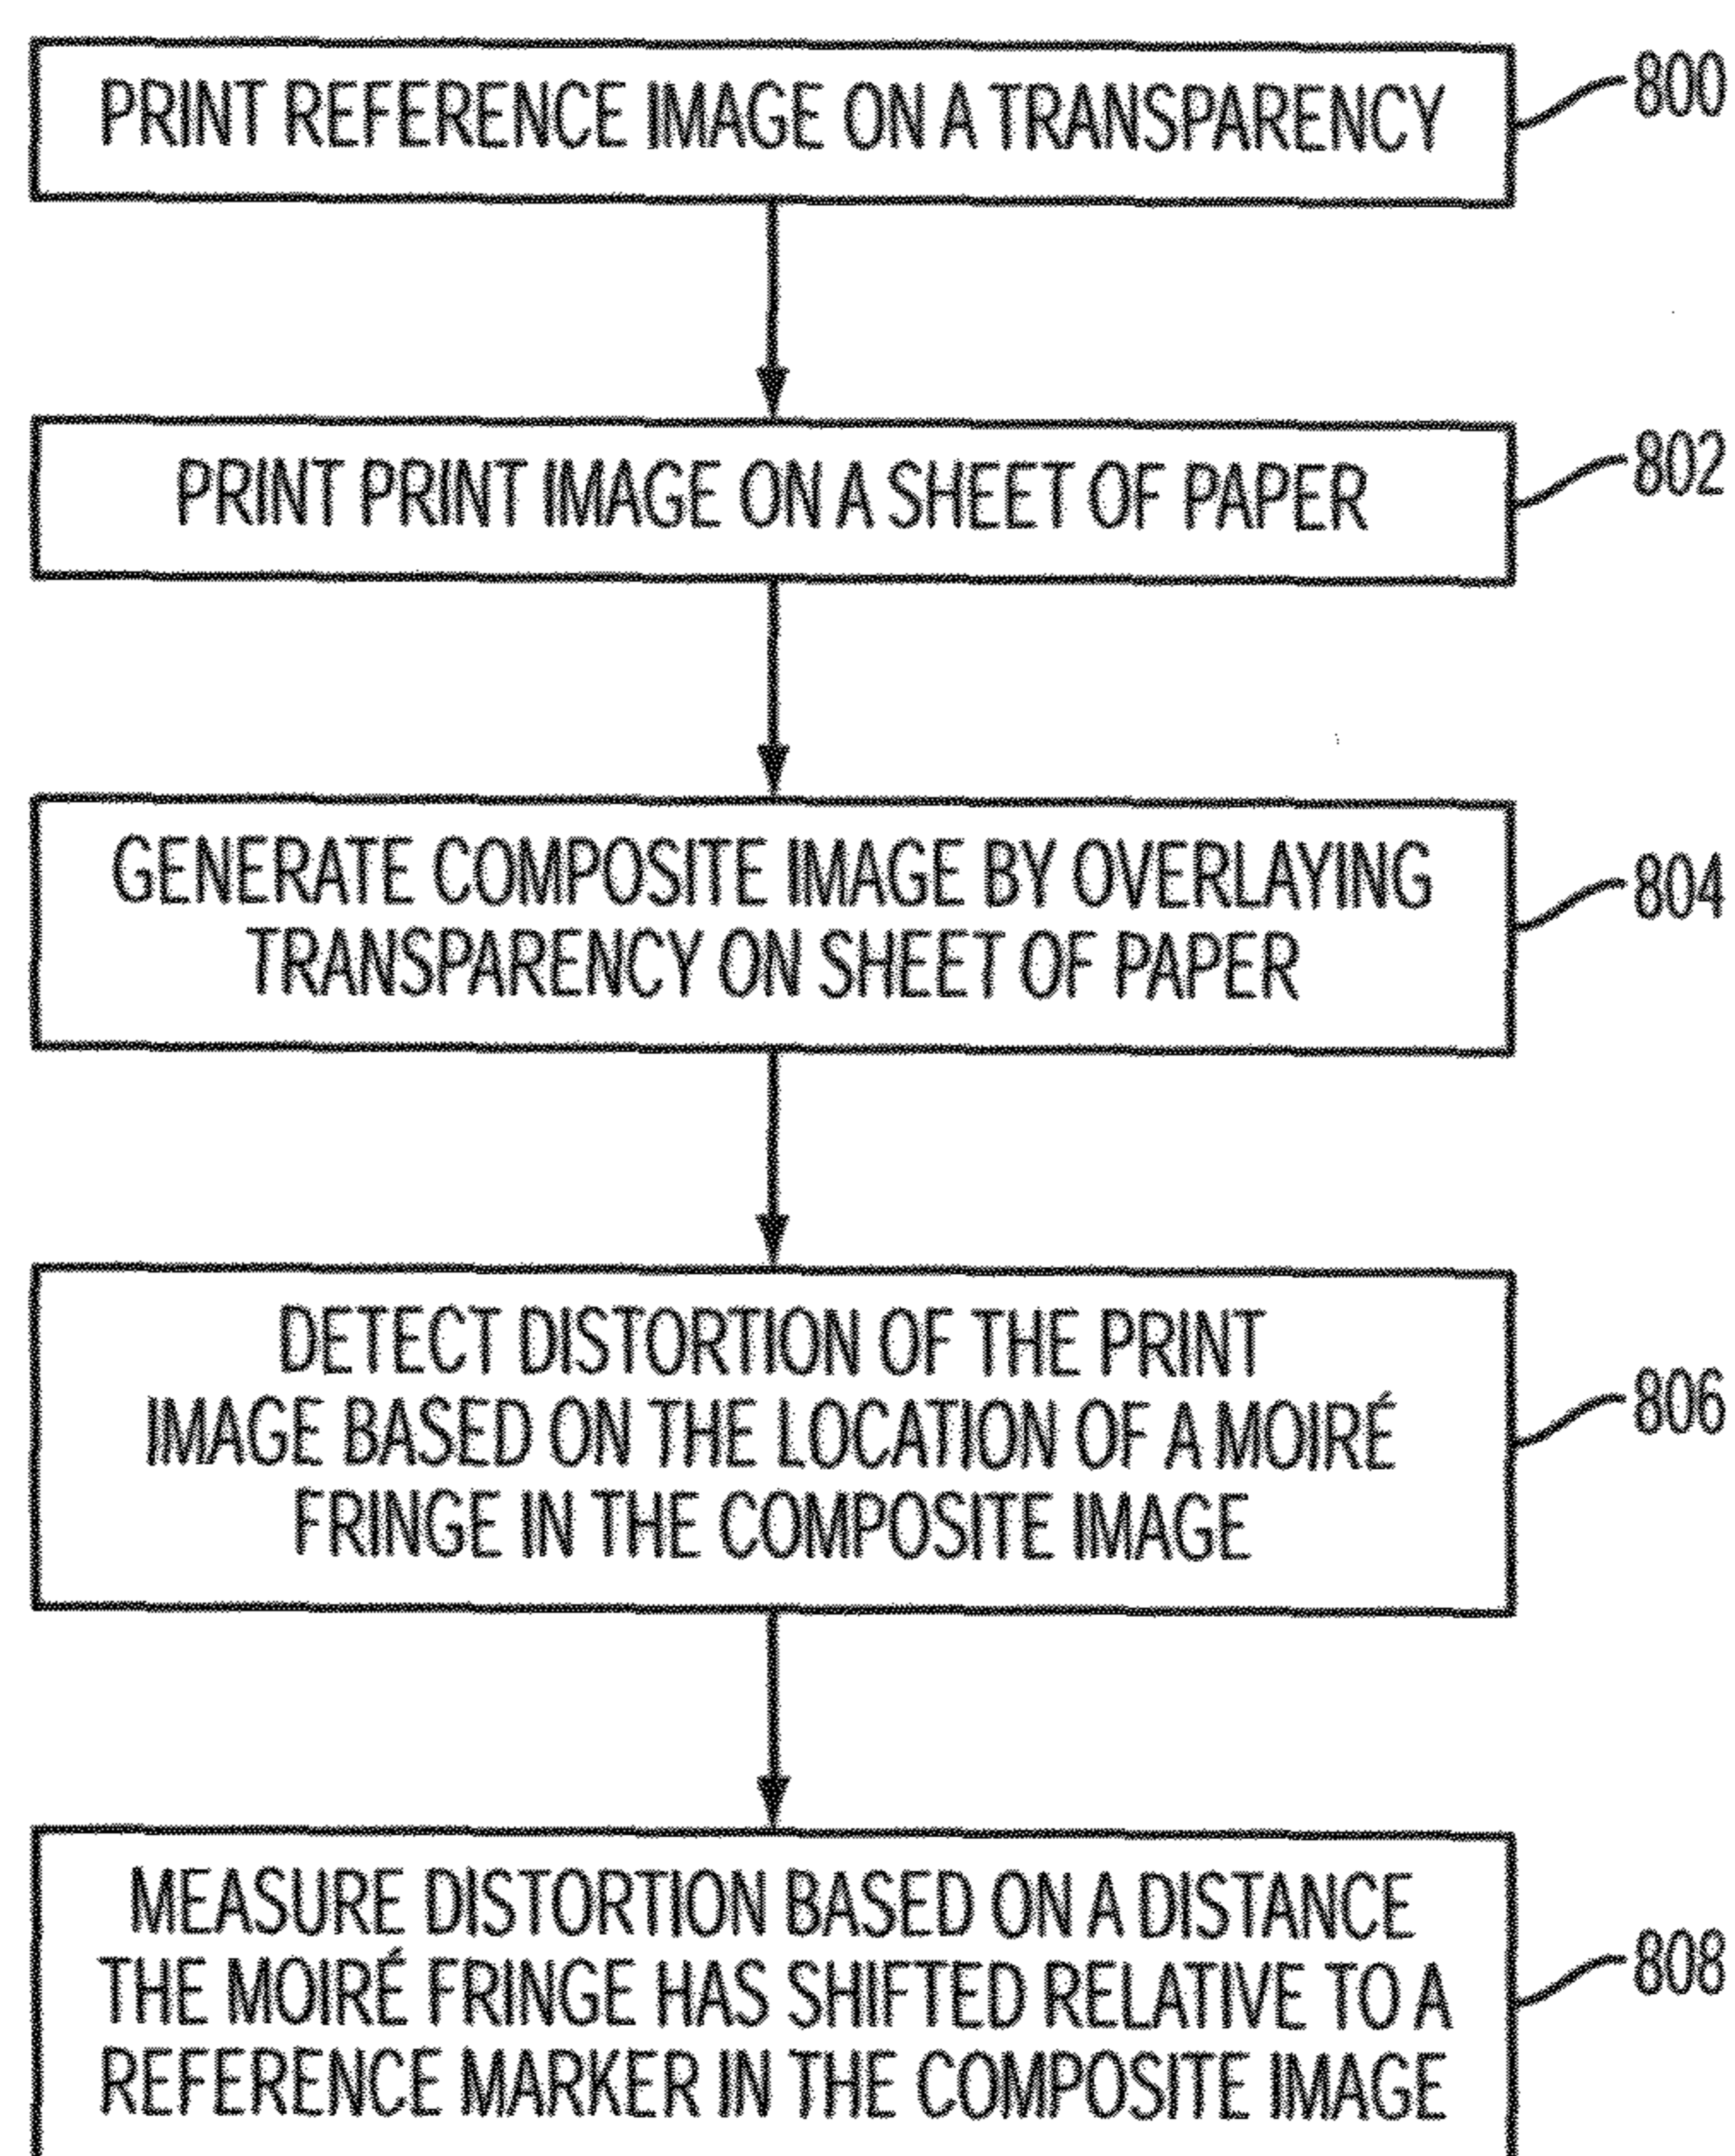 PRINT REFERENCE IMAGE ON A TRANSPARENCY
800
PRINT PRINT IMAGE ON A SHEET OF PAPER
802
GENERATE COMPOSITE IMAGE BY OVERLAYING
TRANSPARENCY ON SHEET OF PAPER
804
DETECT DISTORTION OF THE PRINT
IMAGE BASED ON THE LOCATION OF A MOIRÉ
FRINGE IN THE COMPOSITE IMAGE
806
MEASURE DISTORTION BASED ON A DISTANCE
THE MOIRÉ FRINGE HAS SHIFTED RELATIVE TO A
REFERENCE MARKER IN THE COMPOSITE IMAGE
808